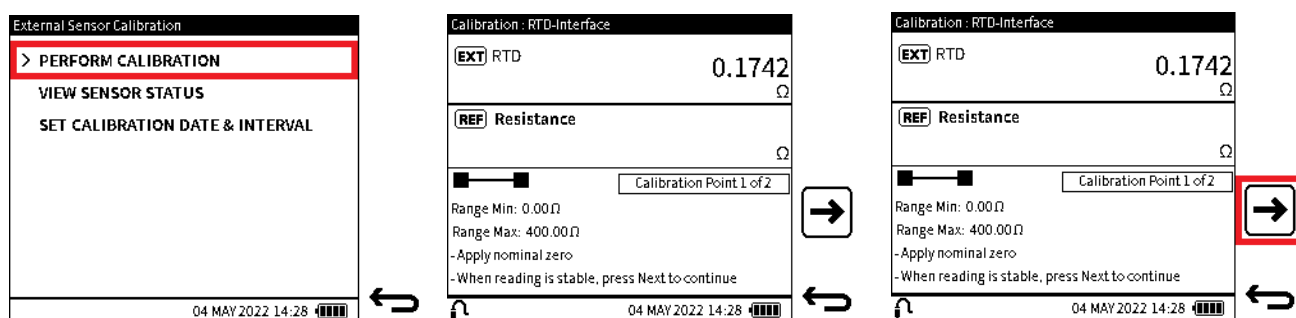 External Sensor Calibration
> PERFORM CALIBRATION
VIEW SENSOR STATUS
SET CALIBRATION DATE & INTERVAL
04 MAY 2022 14:28
Calibration : RTD-Interface
EXT RTD
0.1742
Ω
REF Resistance
Ω
Calibration Point 1 of 2
Range Min: 0.00Ω
Range Max: 400.00Ω
-Apply nominal zero
-When reading is stable, press Next to continue
04 MAY 2022 14:28
Calibration : RTD-Interface
EXT RTD
0.1742
Ω
REF Resistance
Ω
Calibration Point 1 of 2
Range Min: 0.00Ω
Range Max: 400.00Ω
-Apply nominal zero
-When reading is stable, press Next to continue
04 MAY 2022 14:28